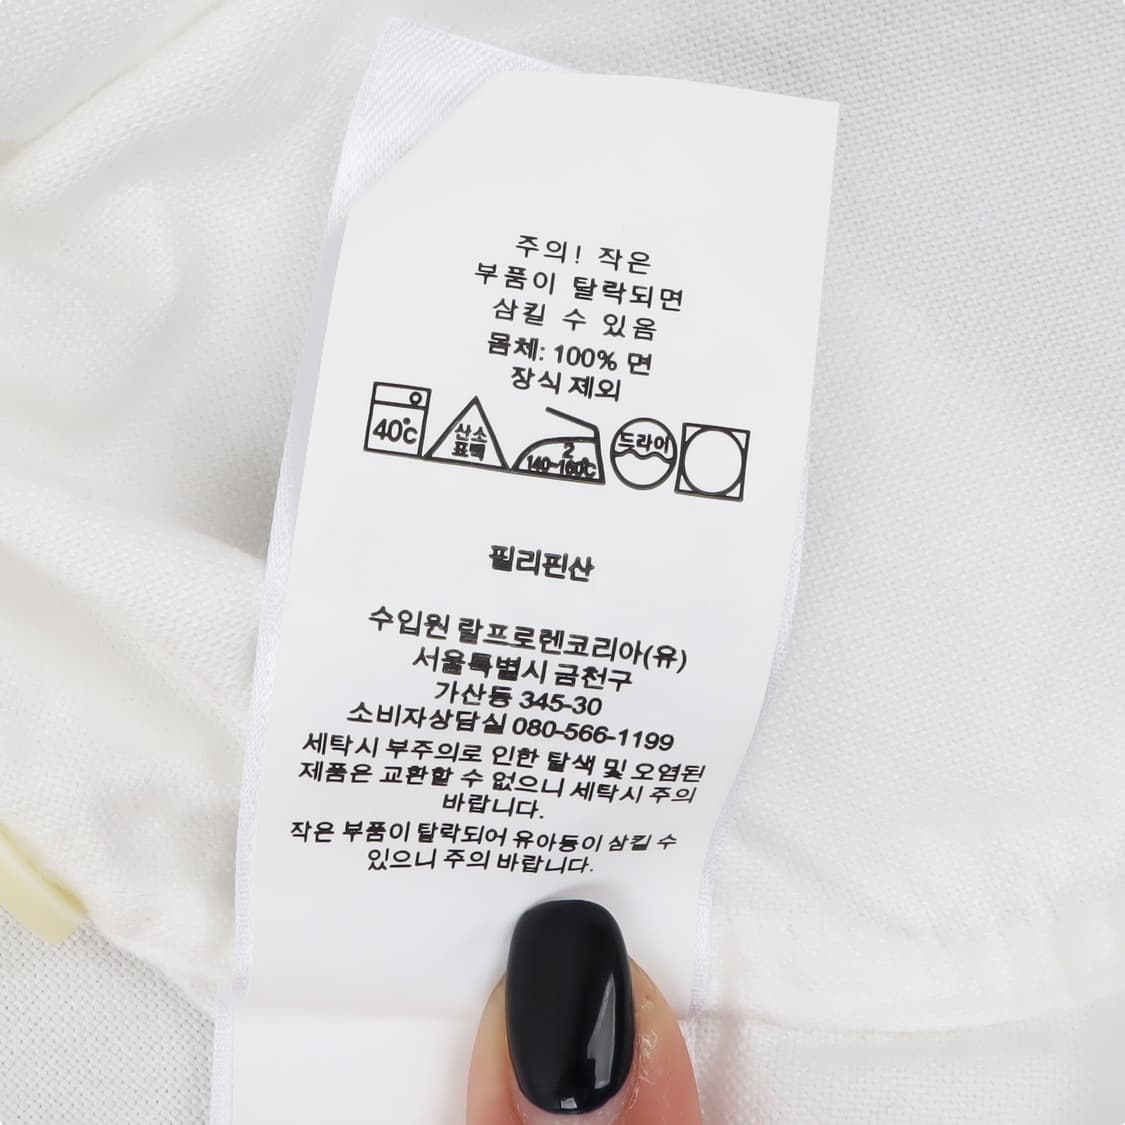 주의! 작은
부품이 탈락되면
삼킬 수 있음
몸체: 100% 면
장식 제외
40℃ 산소 표백 2 140~160℃ 드라이
필리핀산
수입원 랄프로렌코리아(유)
서울특별시 금천구
가산동 345-30
소비자상담실 080-566-1199
세탁시 부주의로 인한 탈색 및 오염된
제품은 교환할 수 없으니 세탁시 주의
바랍니다.
작은 부품이 탈락되어 유아등이 삼킬 수
있으니 주의 바랍니다.